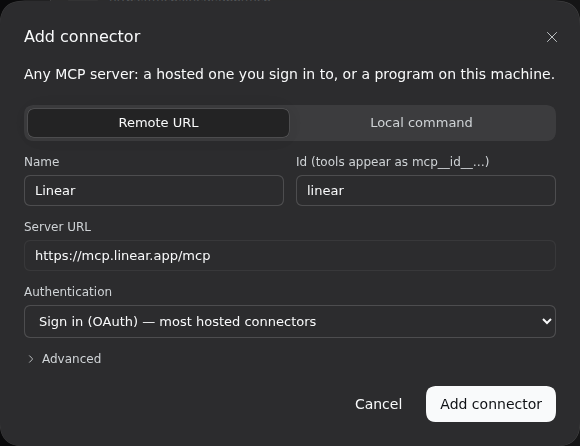 Add connector
Any MCP server: a hosted one you sign in to, or a program on this machine.
Remote URL
Local command
Name
Id (tools appear as mcp__id__...)
Linear
linear
Server URL
https://mcp.linear.app/mcp
Authentication
Sign in (OAuth) — most hosted connectors
Advanced
Cancel
Add connector